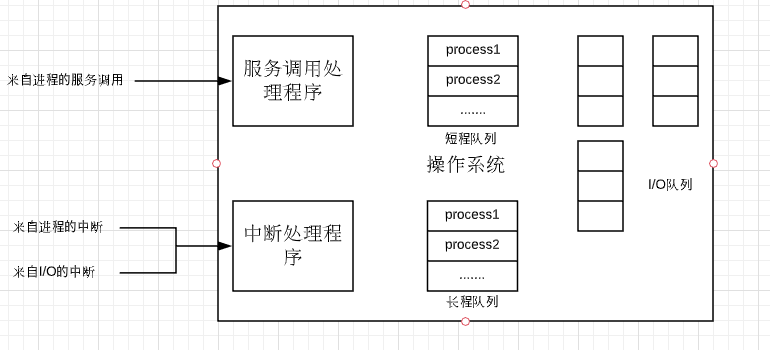 来自进程的服务调用
服务调用处
理程序
process1
process2
.......
短程队列
操作系统
I/O队列
来自进程的中断
来自I/O的中断
中断处理程
序
process1
process2
.......
长程队列